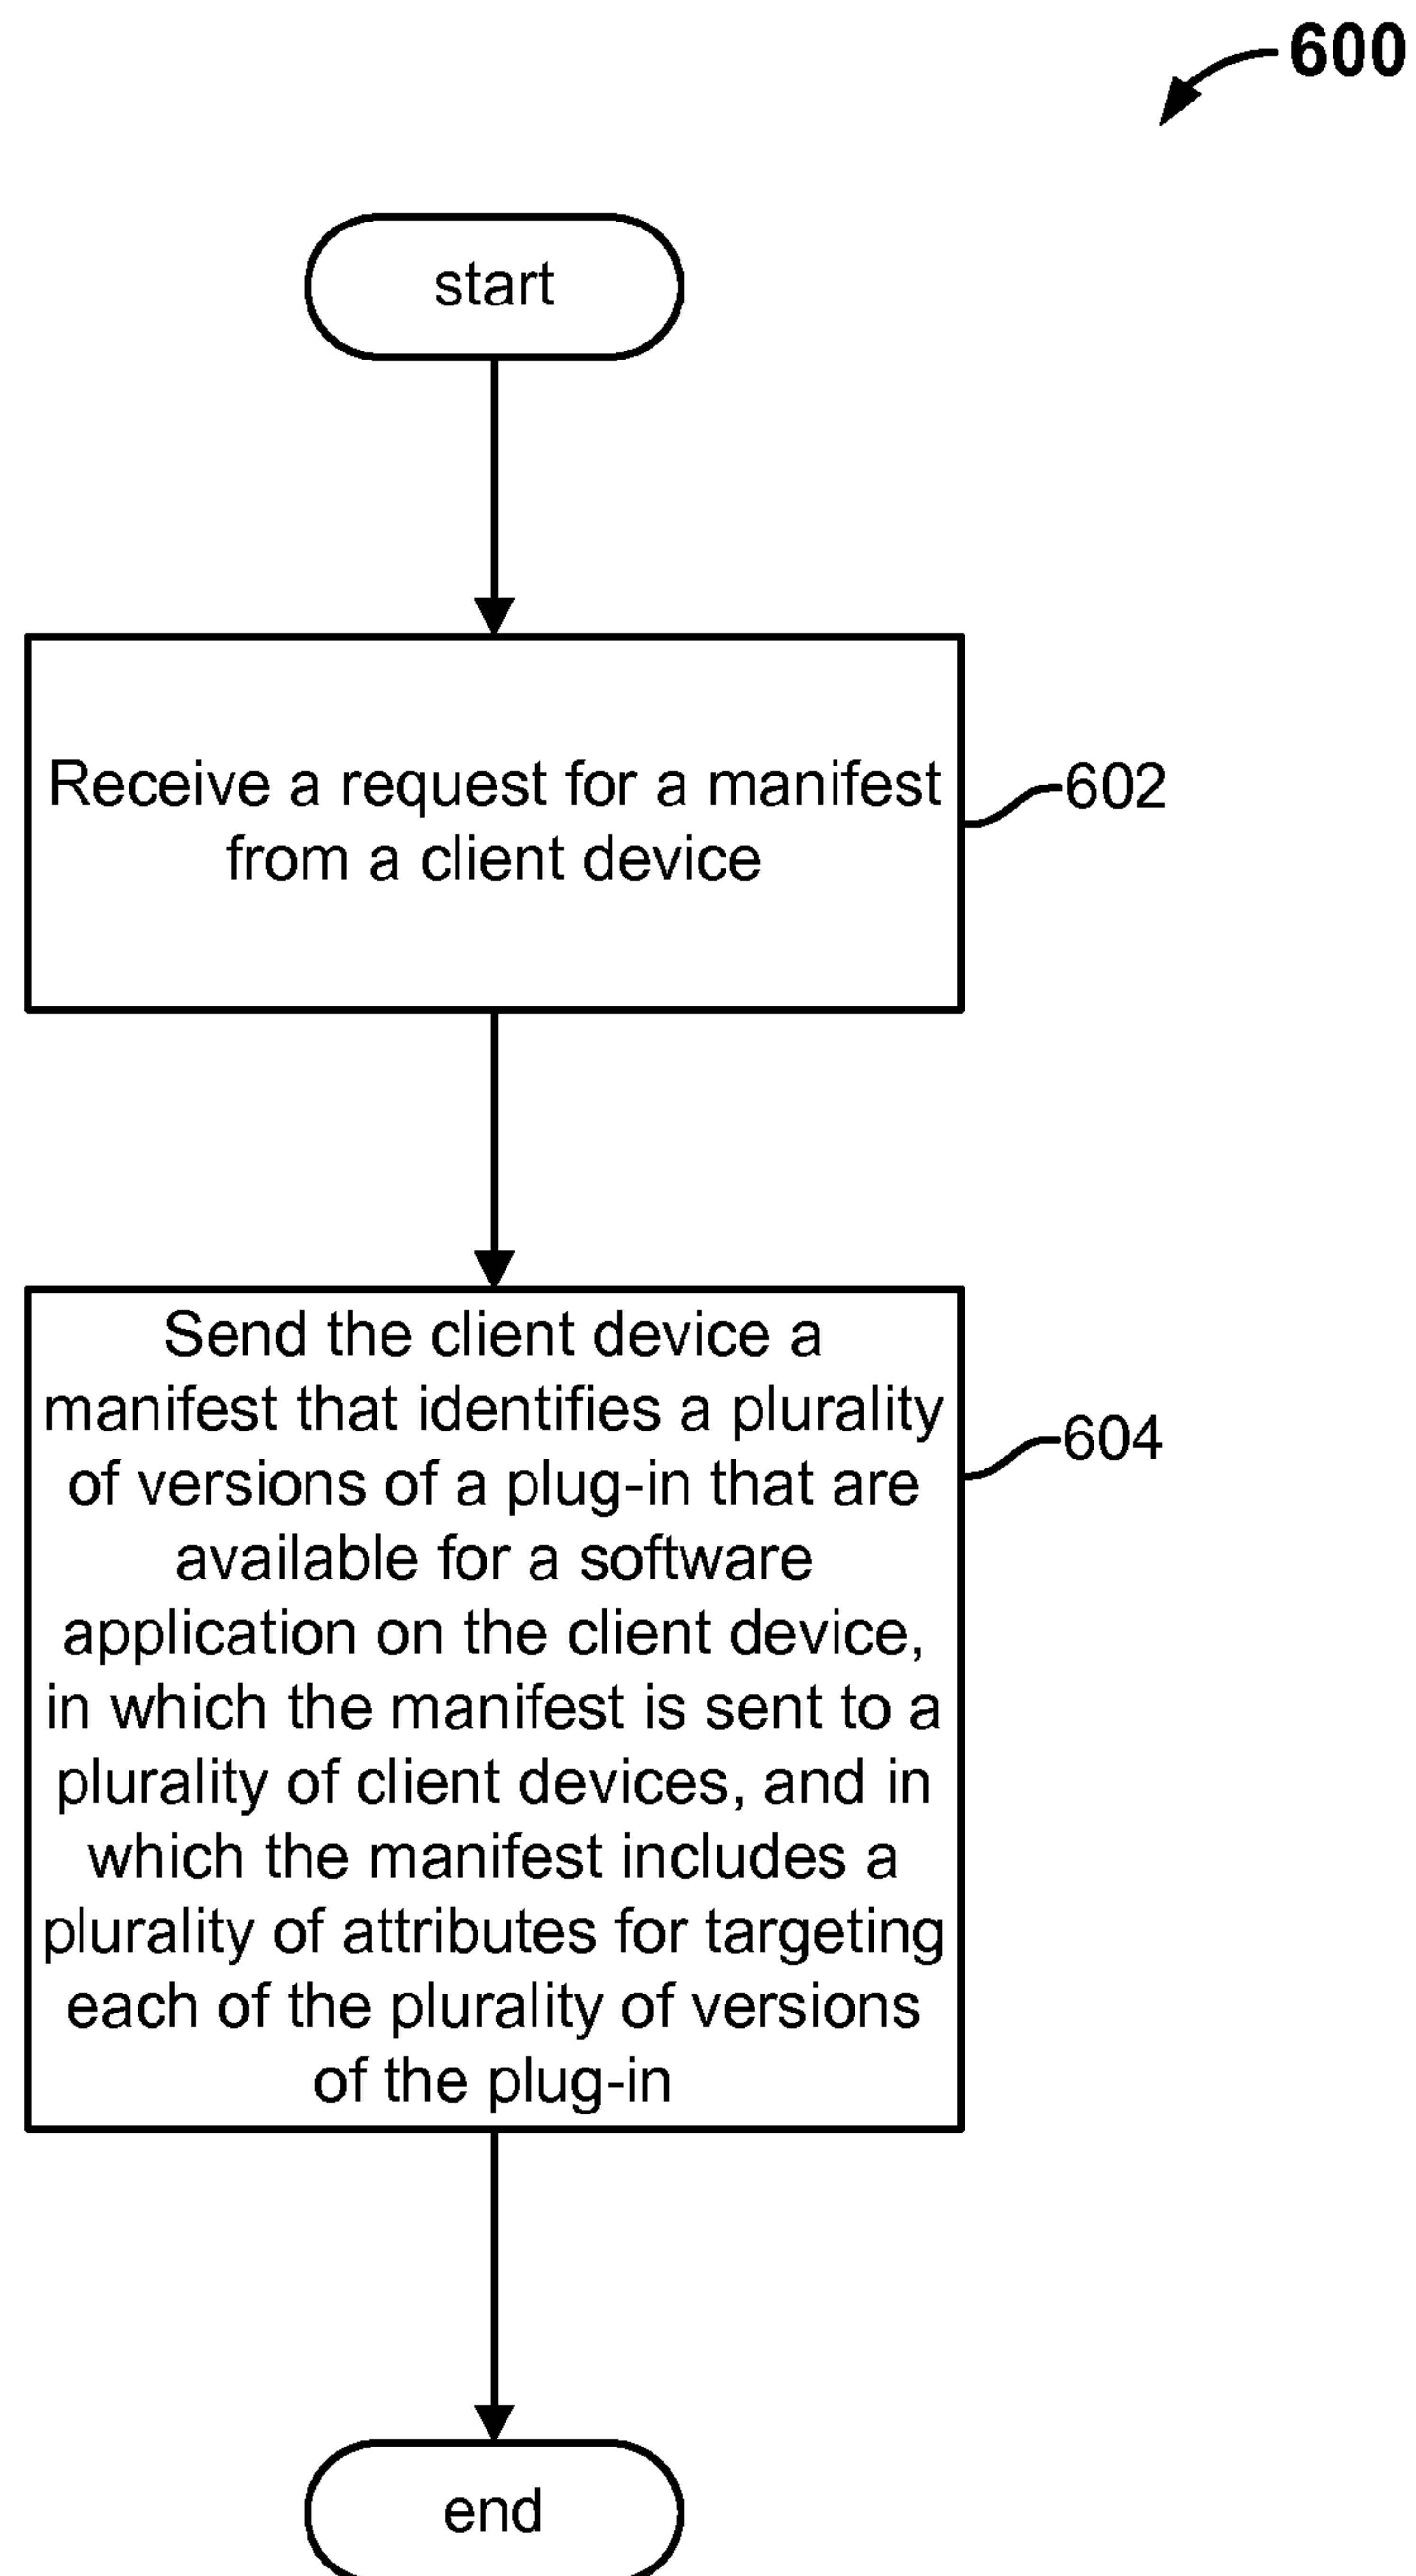 600
start
Receive a request for a manifest
from a client device
602
Send the client device a
manifest that identifies a plurality
of versions of a plug-in that are
available for a software
application on the client device,
in which the manifest is sent to a
plurality of client devices, and in
which the manifest includes a
plurality of attributes for targeting
each of the plurality of versions
of the plug-in
604
end